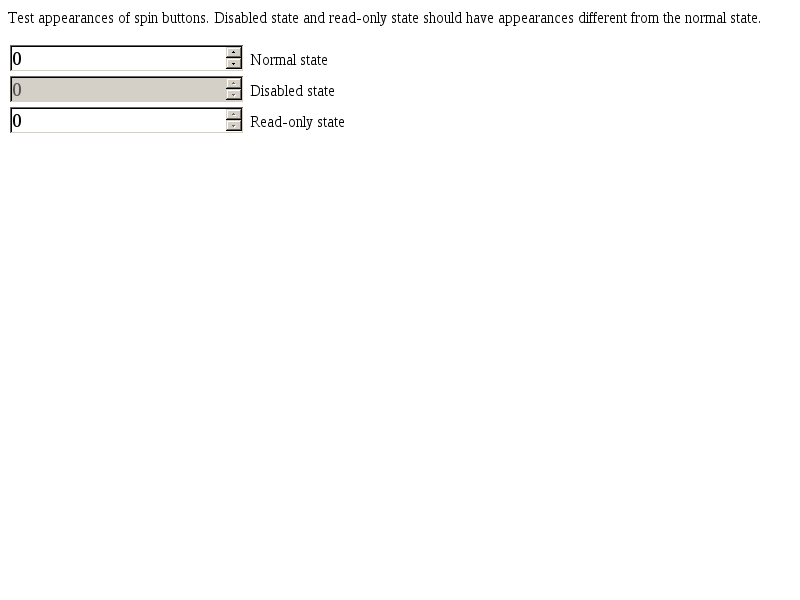 Test appearances of spin buttons. Disabled state and read-only state should have appearances different from the normal state.
0 Normal state
0 Disabled state
0 Read-only state